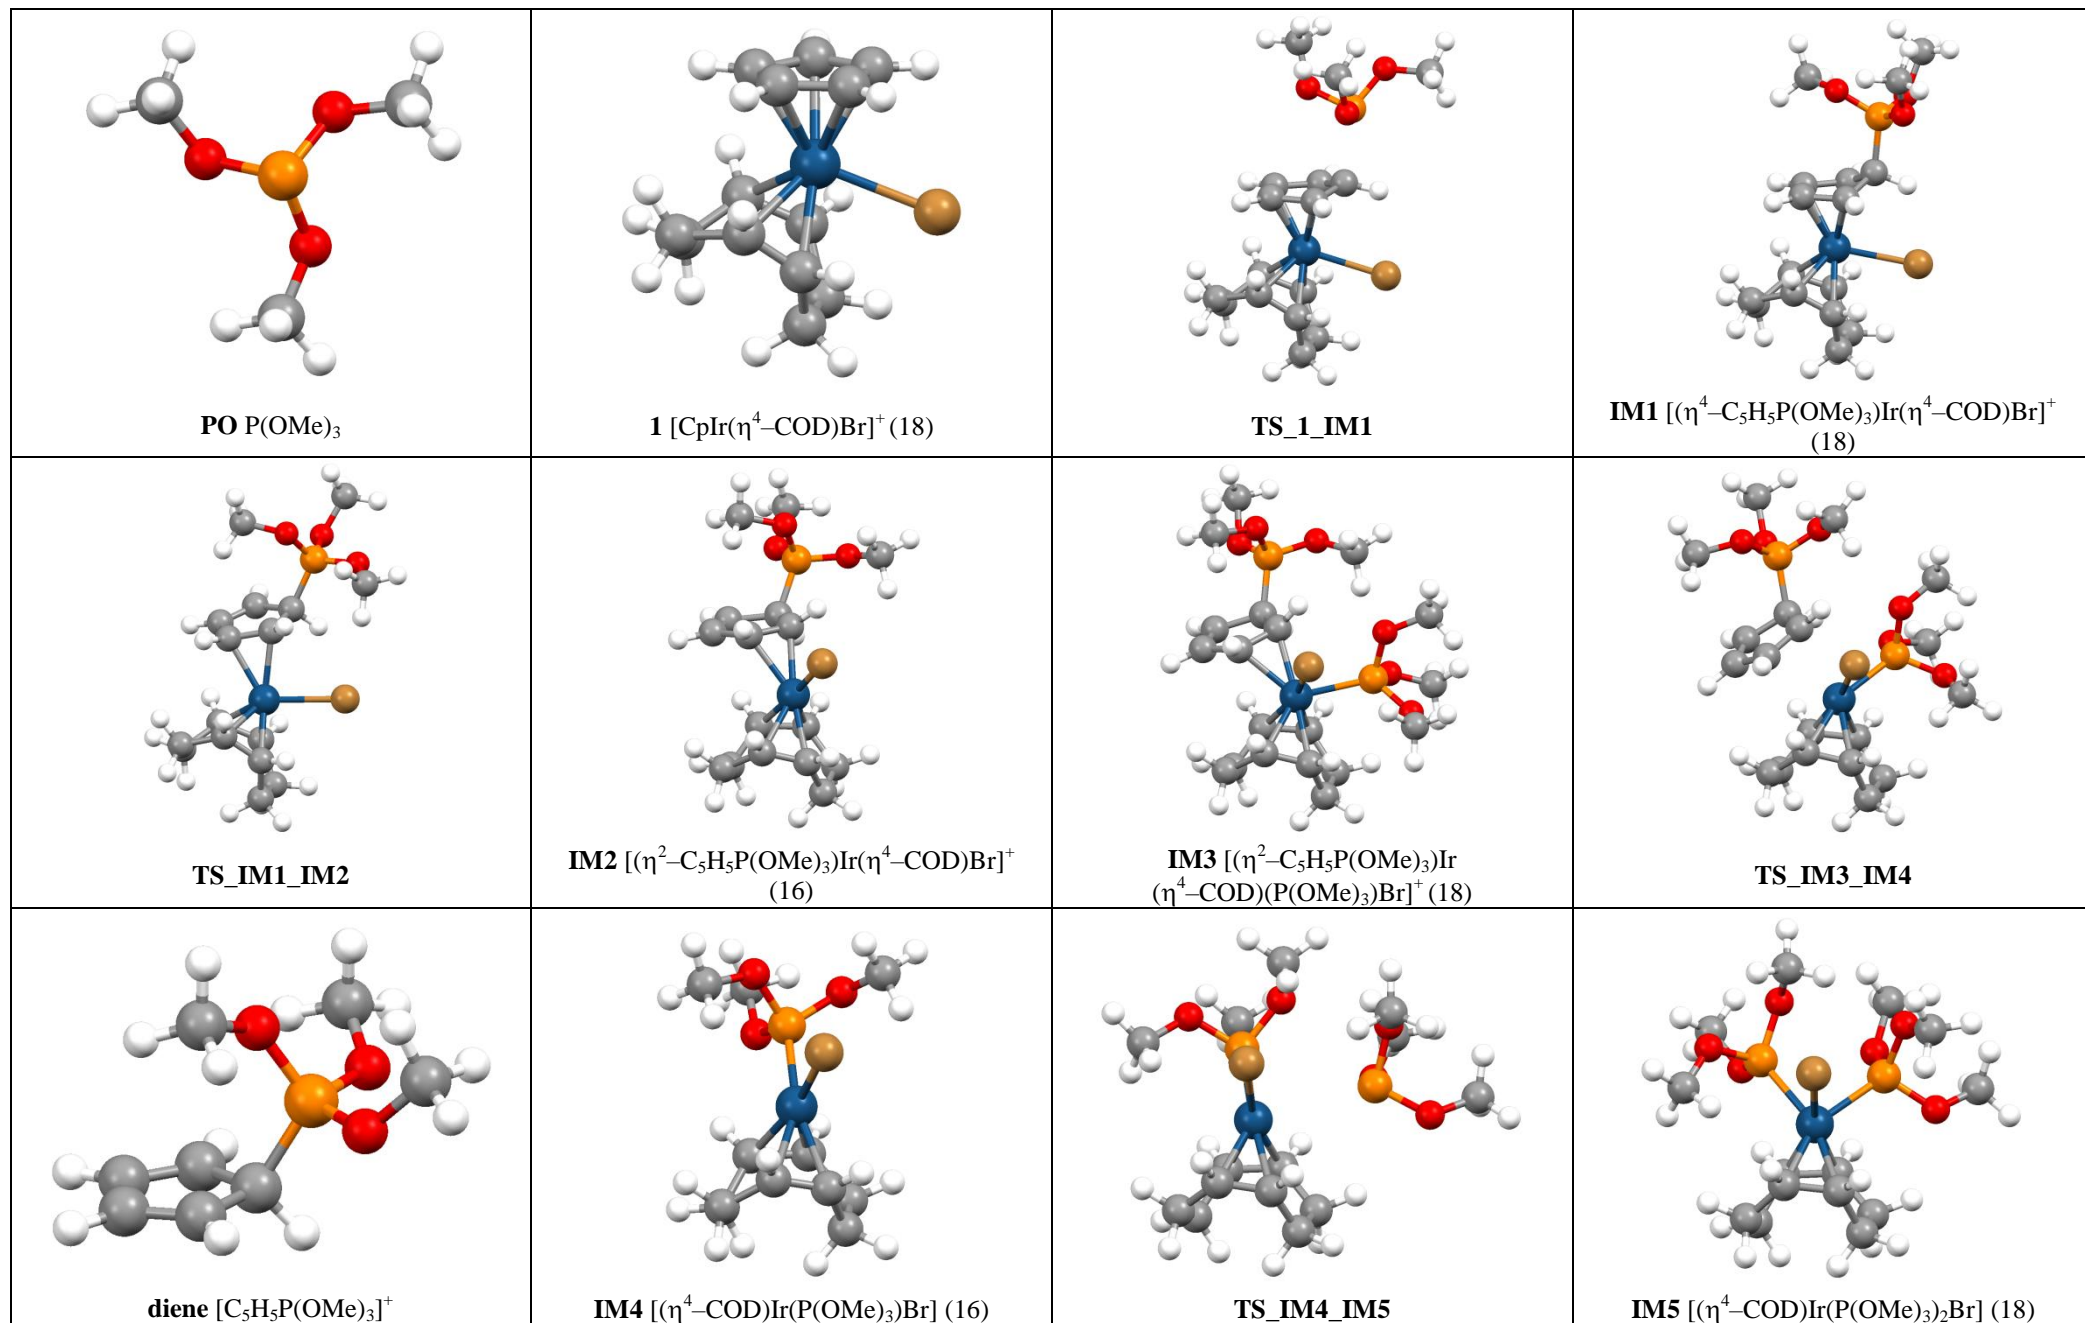 PO P(OMe)₃
1 [CpIr(η⁴–COD)Br]⁺ (18)
TS_1_IM1
IM1 [(η⁴–C₅H₅P(OMe)₃)Ir(η⁴–COD)Br]⁺
(18)
TS_IM1_IM2
IM2 [(η²–C₅H₅P(OMe)₃)Ir(η⁴–COD)Br]⁺
(16)
IM3 [(η²–C₅H₅P(OMe)₃)Ir
(η⁴–COD)(P(OMe)₃)Br]⁺ (18)
TS_IM3_IM4
diene [C₅H₅P(OMe)₃]⁺
IM4 [(η⁴–COD)Ir(P(OMe)₃)Br] (16)
TS_IM4_IM5
IM5 [(η⁴–COD)Ir(P(OMe)₃)₂Br] (18)